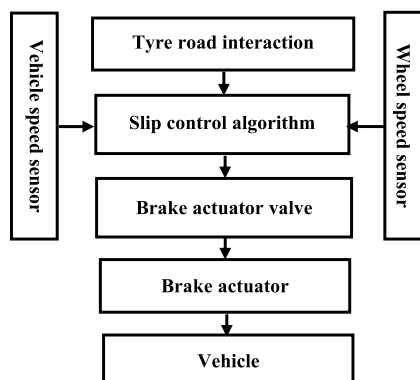 Tyre road interaction
Vehicle speed sensor
Slip control algorithm
Wheel speed sensor
Brake actuator valve
Brake actuator
Vehicle